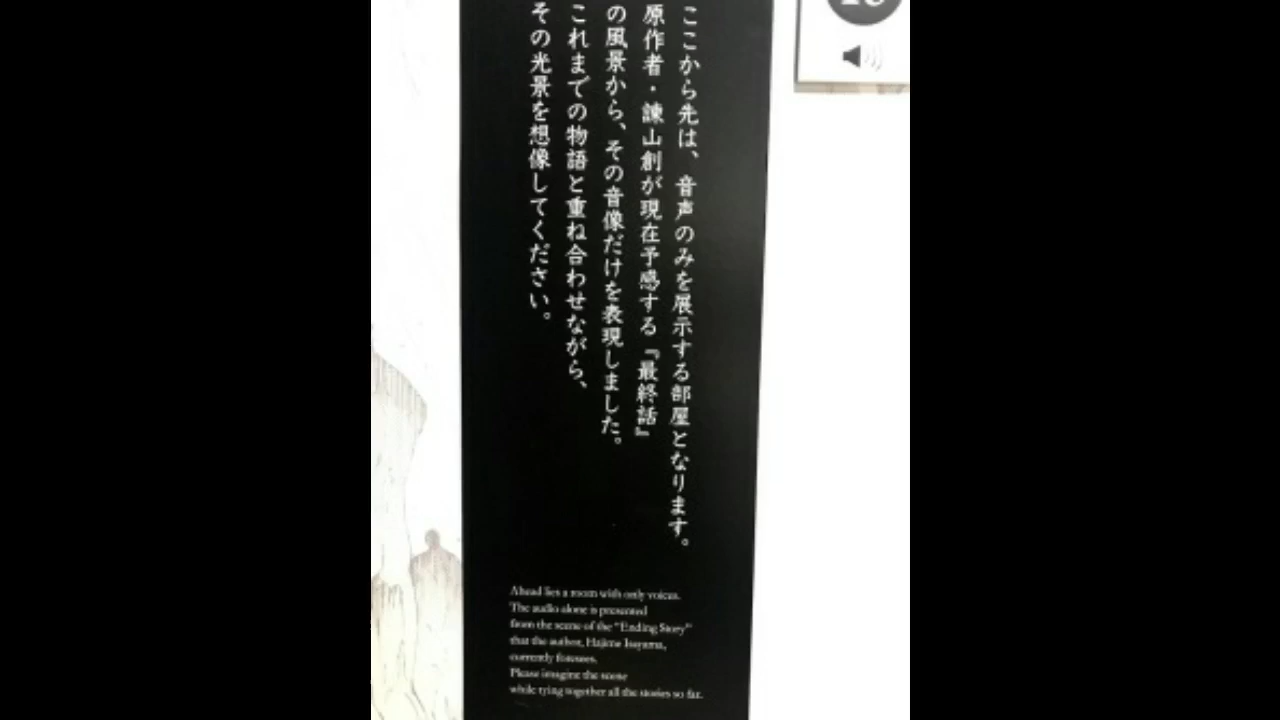 ここから先は、音声のみを展示する部屋となります。
原作者・諫山創が現在予感する『最終話』
の風景から、その音像だけを表現しました。
これまでの物語と重ね合わせながら、
その光景を想像してください。
Ahead lies a room with only voices.
The audio alone is presented
from the scene of the "Ending Story"
that the author, Hajime Isayama,
currently foresees.
Please imagine the scene
while tying together all the stories so far.